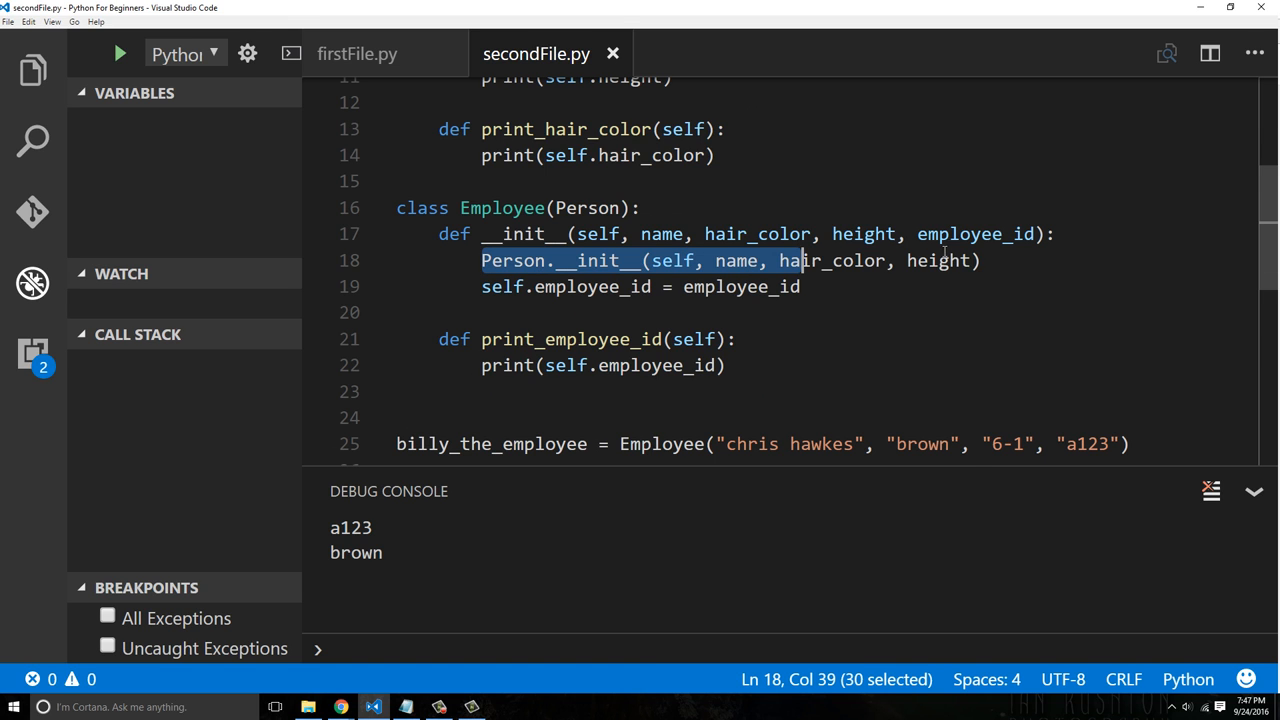 secondFile.py - Python For Beginners - Visual Studio Code
File Edit View Go Help
Pythor firstFile.py secondFile.py
VARIABLES
WATCH
CALL STACK
2
BREAKPOINTS
All Exceptions
Uncaught Exceptions
11 print(self.height)
12
13 def print_hair_color(self):
14 print(self.hair_color)
15
16 class Employee(Person):
17 def __init__(self, name, hair_color, height, employee_id):
18 Person.__init__(self, name, hair_color, height)
19 self.employee_id = employee_id
20
21 def print_employee_id(self):
22 print(self.employee_id)
23
24
25 billy_the_employee = Employee("chris hawkes", "brown", "6-1", "a123")
DEBUG CONSOLE
a123
brown
0 0 Ln 18, Col 39 (30 selected) Spaces: 4 UTF-8 CRLF Python
I'm Cortana. Ask me anything. 7:47 PM
9/24/2016